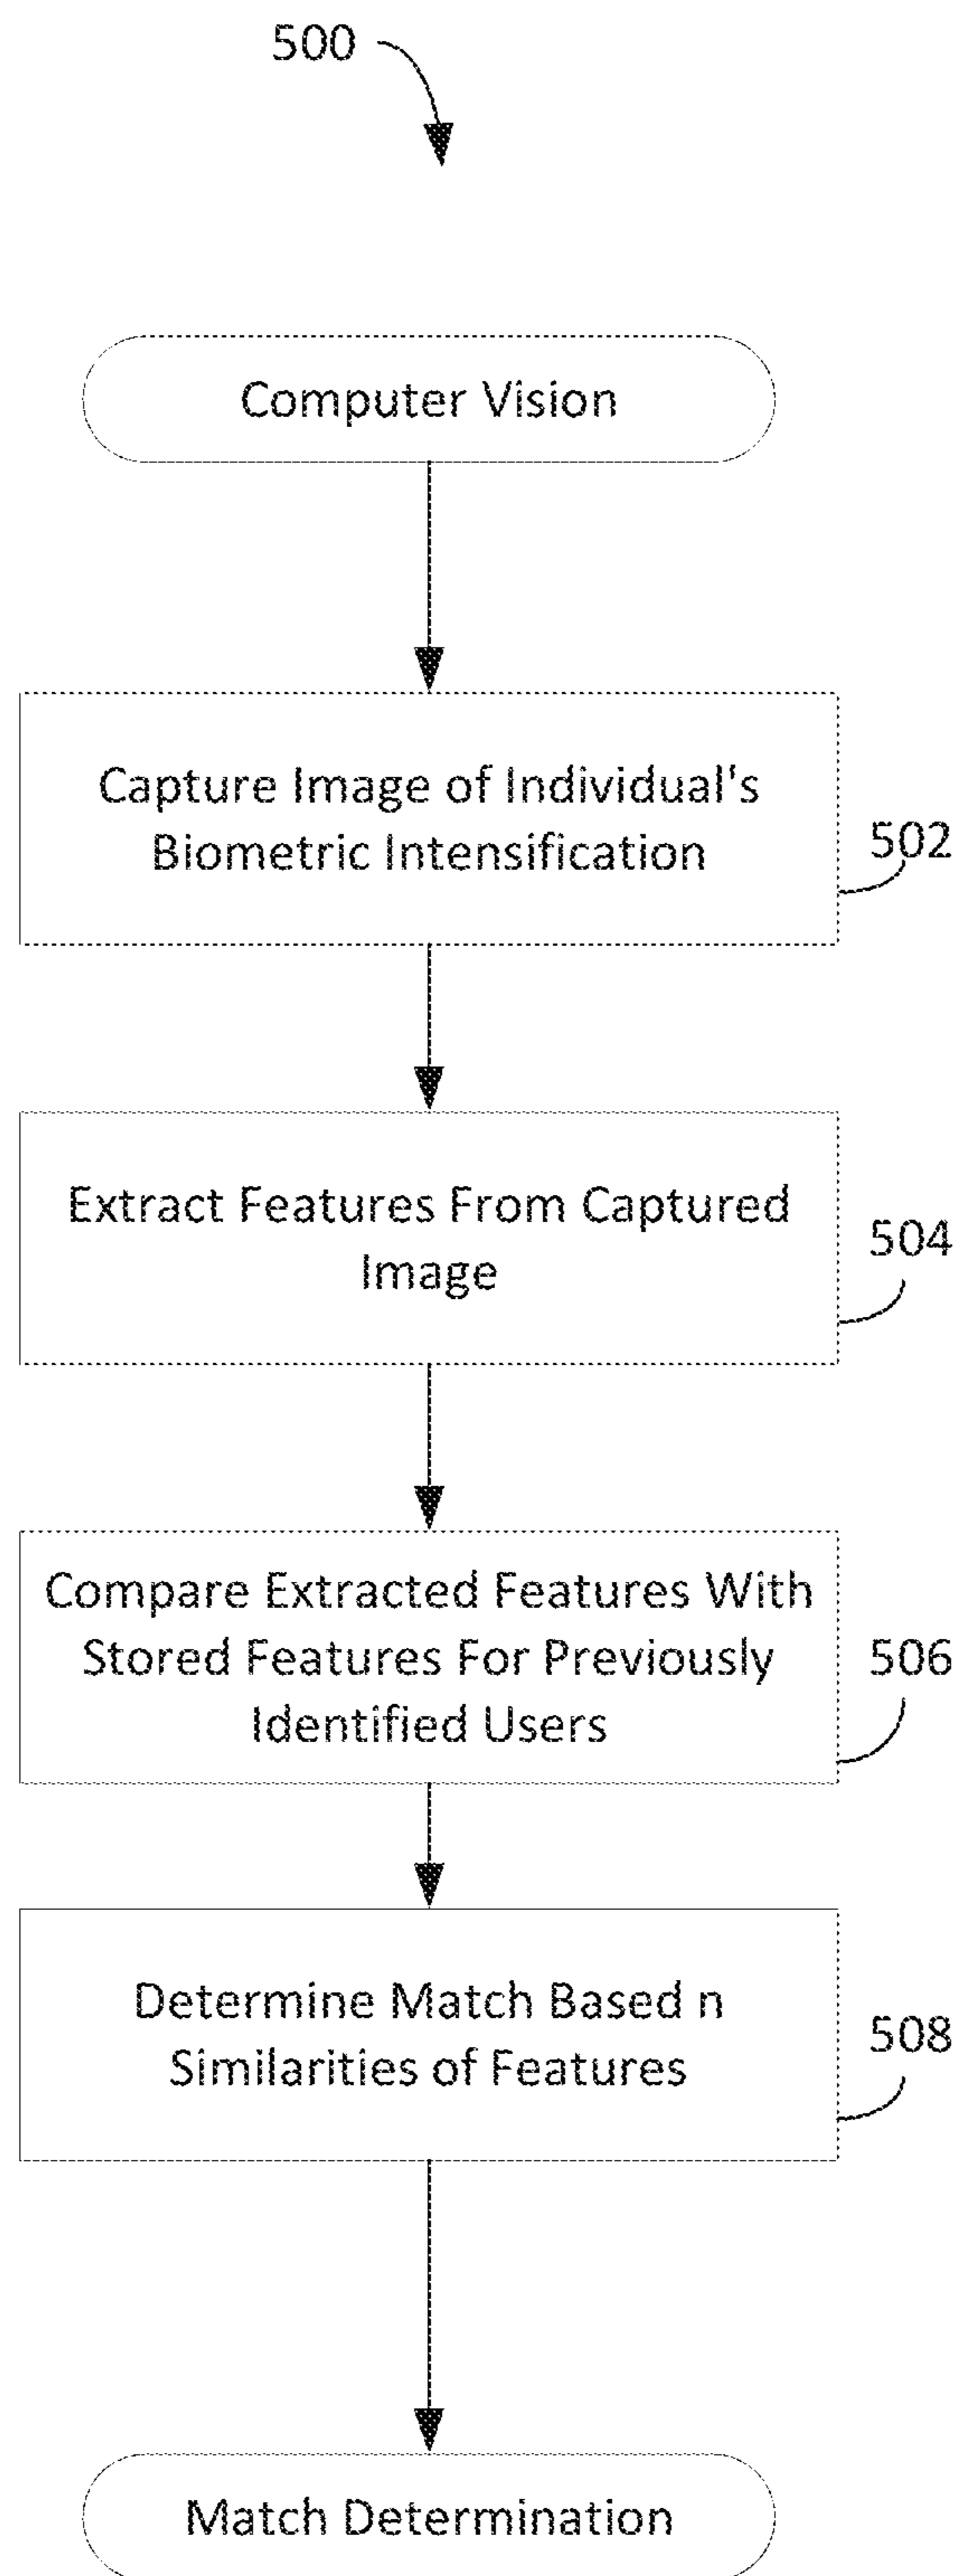 500
Computer Vision
Capture Image of Individual's
Biometric Intensification
502
Extract Features From Captured
Image
504
Compare Extracted Features With
Stored Features For Previously
Identified Users
506
Determine Match Based n
Similarities of Features
508
Match Determination